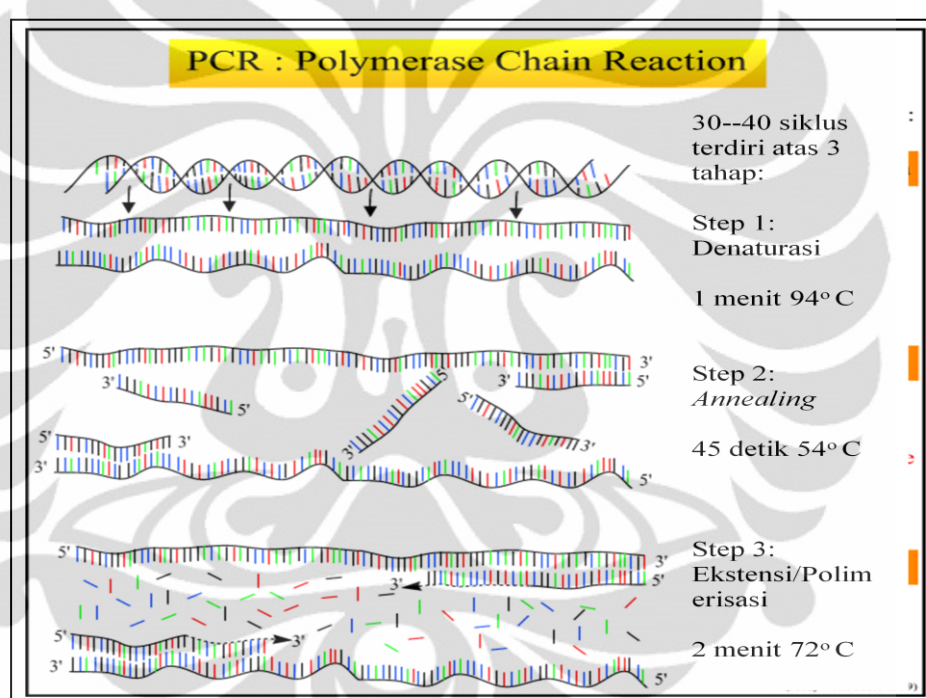 PCR : Polymerase Chain Reaction
30--40 siklus
terdiri atas 3
tahap:
Step 1:
Denaturasi
1 menit 94º C
5'
3'
3'
5'
5'
3'
5'
Step 2:
Annealing
5'
3'
3'
5'
3'
3'
5'
45 detik 54º C
5'
3'
3'
5'
Step 3:
Ekstensi/Polim
erisasi
5'
3'
3'
5'
2 menit 72º C